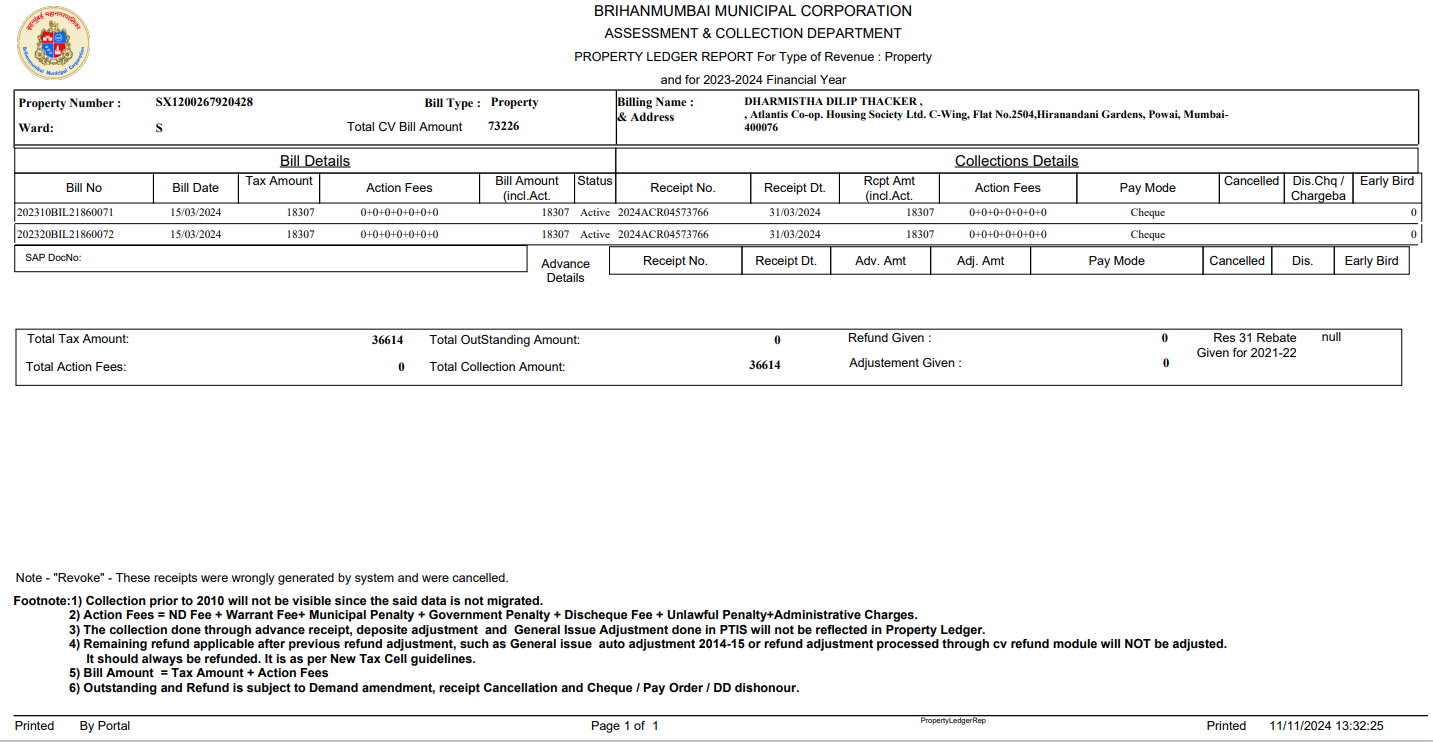 बृहन्मुंबई महानगरपालिका
Brihanmumbai Municipal Corporation
BRIHANMUMBAI MUNICIPAL CORPORATION
ASSESSMENT & COLLECTION DEPARTMENT
PROPERTY LEDGER REPORT For Type of Revenue : Property
and for 2023-2024 Financial Year
Property Number : SX1200267920428 Bill Type : Property Billing Name : DHARMISTHA DILIP THACKER ,
& Address , Atlantis Co-op. Housing Society Ltd. C-Wing, Flat No.2504,Hiranandani Gardens, Powai, Mumbai-
Ward: S Total CV Bill Amount 73226 400076
Bill Details Collections Details
Bill No Bill Date Tax Amount Action Fees Bill Amount Status Receipt No. Receipt Dt. Rcpt Amt Action Fees Pay Mode Cancelled Dis.Chq / Early Bird
(incl.Act. (incl.Act. Chargeba
202310BIL21860071 15/03/2024 18307 0+0+0+0+0+0+0 18307 Active 2024ACR04573766 31/03/2024 18307 0+0+0+0+0+0+0 Cheque 0
202320BIL21860072 15/03/2024 18307 0+0+0+0+0+0+0 18307 Active 2024ACR04573766 31/03/2024 18307 0+0+0+0+0+0+0 Cheque 0
SAP DocNo: Advance Receipt No. Receipt Dt. Adv. Amt Adj. Amt Pay Mode Cancelled Dis. Early Bird
Details
Total Tax Amount: 36614 Total OutStanding Amount: 0 Refund Given : 0 Res 31 Rebate null
Given for 2021-22
Total Action Fees: 0 Total Collection Amount: 36614 Adjustement Given : 0
Note - "Revoke" - These receipts were wrongly generated by system and were cancelled.
Footnote:1) Collection prior to 2010 will not be visible since the said data is not migrated.
2) Action Fees = ND Fee + Warrant Fee+ Municipal Penalty + Government Penalty + Discheque Fee + Unlawful Penalty+Administrative Charges.
3) The collection done through advance receipt, deposite adjustment and General Issue Adjustment done in PTIS will not be reflected in Property Ledger.
4) Remaining refund applicable after previous refund adjustment, such as General issue auto adjustment 2014-15 or refund adjustment processed through cv refund module will NOT be adjusted.
It should always be refunded. It is as per New Tax Cell guidelines.
5) Bill Amount = Tax Amount + Action Fees
6) Outstanding and Refund is subject to Demand amendment, receipt Cancellation and Cheque / Pay Order / DD dishonour.
Printed By Portal Page 1 of 1 PropertyLedgerRep Printed 11/11/2024 13:32:25